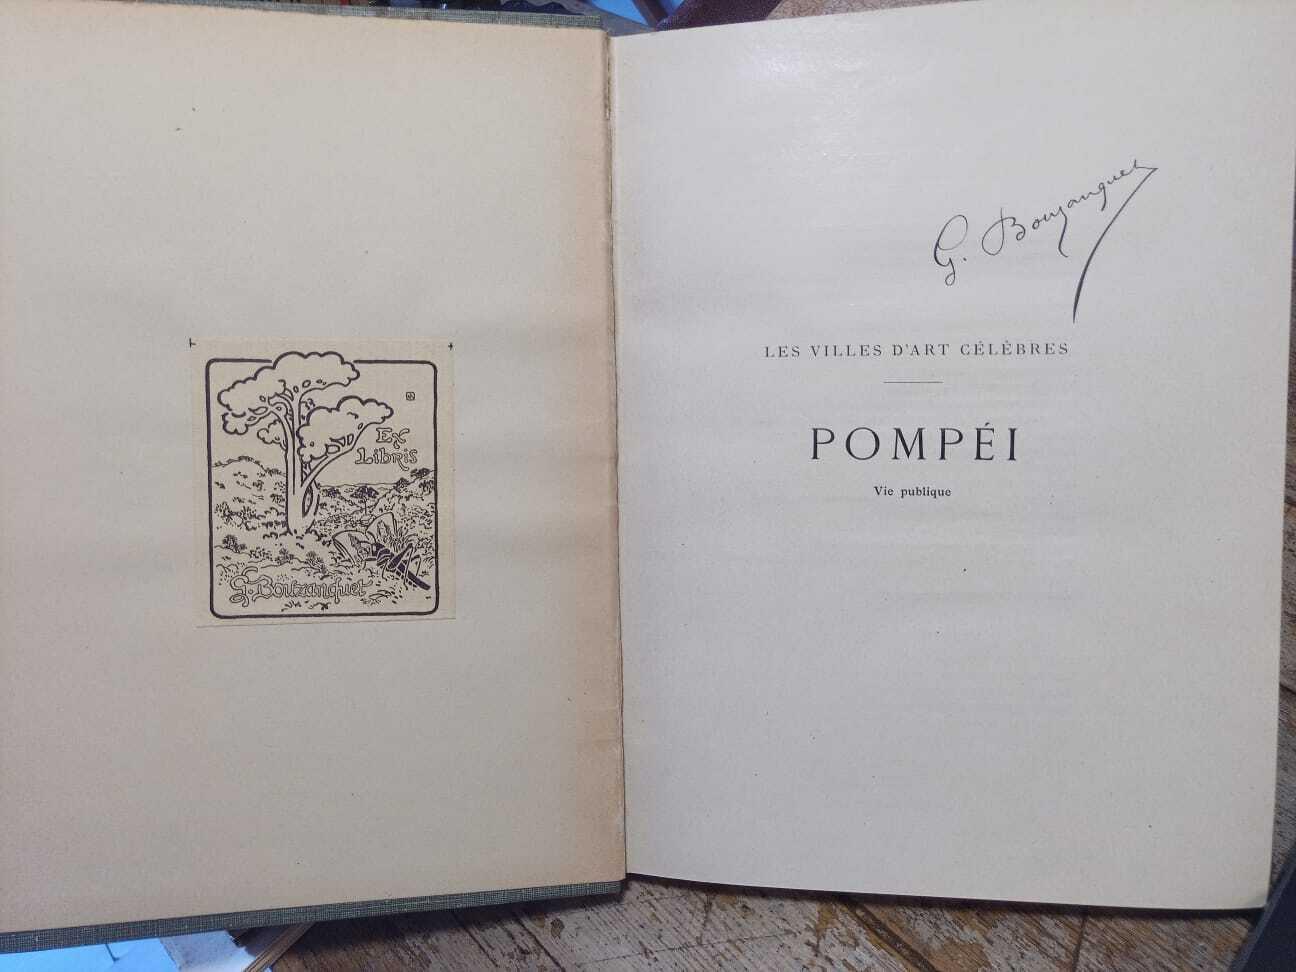 Ex
Libris
G. Bouzanquet
G. Bouzanquet
LES VILLES D'ART CÉLÈBRES
POMPÉI
Vie publique